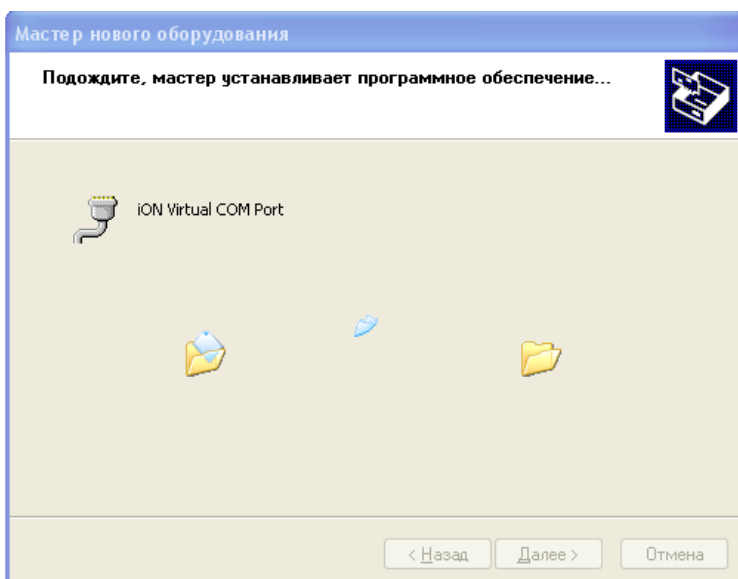 Мастер нового оборудования
Подождите, мастер устанавливает программное обеспечение...
iON Virtual COM Port
< Назад
Далее >
Отмена